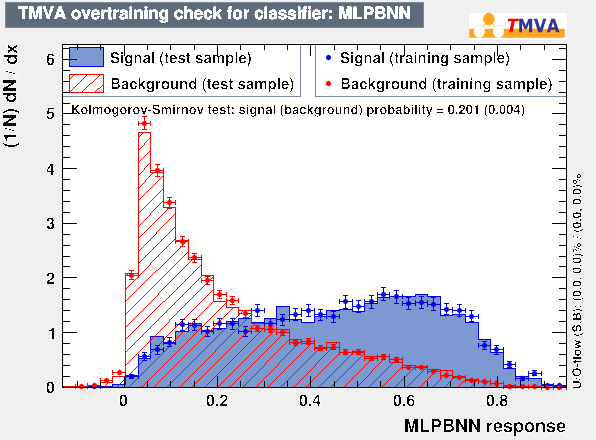 TMVA overtraining check for classifier: MLPBNN
TMVA
(1/N) dN / dx
Signal (test sample)
Background (test sample)
Signal (training sample)
Background (training sample)
Kolmogorov-Smirnov test: signal (background) probability = 0.201 (0.004)
6
5
4
3
2
1
0
0 0.2 0.4 0.6 0.8
MLPBNN response
U/O-flow (S,B): (0.0, 0.0)% / (0.0, 0.0)%